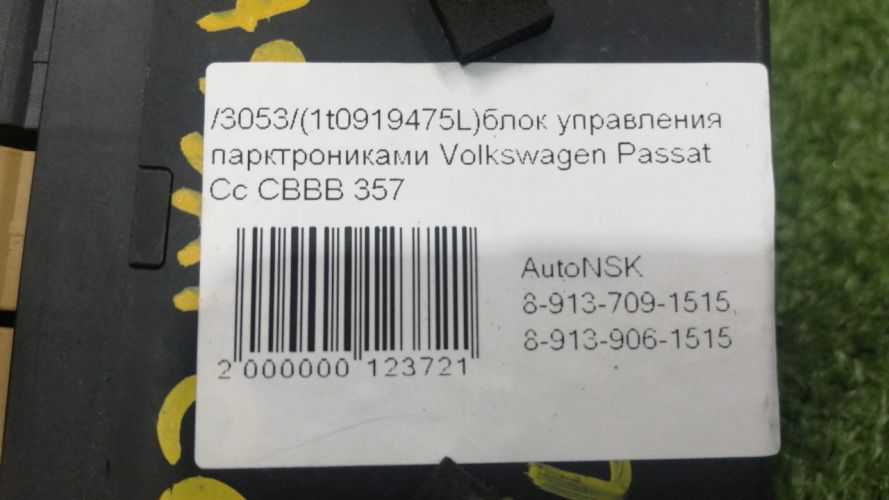 /3053/(1t0919475L)блок управления
парктрониками Volkswagen Passat
Cc CBBB 357
AutoNSK
8-913-709-1515,
8-913-906-1515
2 000000 123721